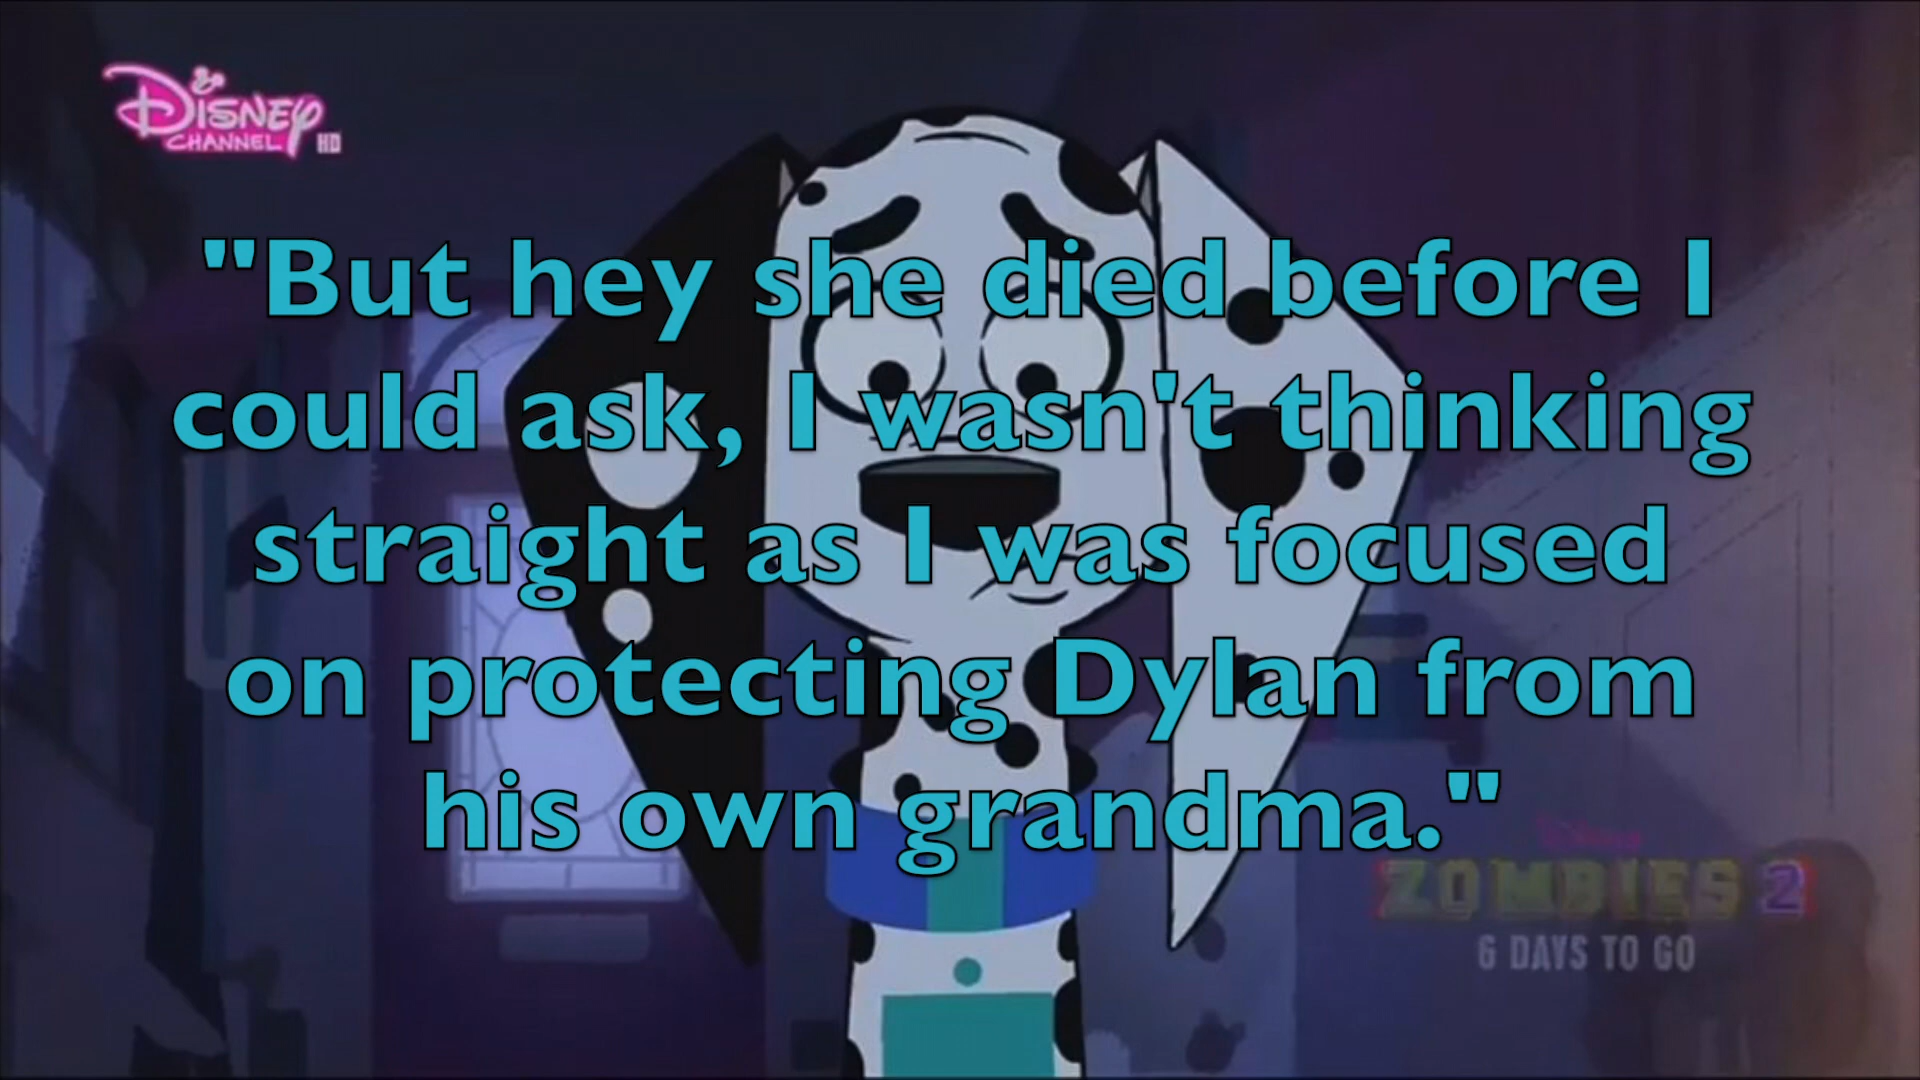 DISNEY
CHANNEL HD
"But hey she died before I
could ask, I wasn't thinking
straight as I was focused
on protecting Dylan from
his own grandma."
Disney
ZOMBIES 2
6 DAYS TO GO